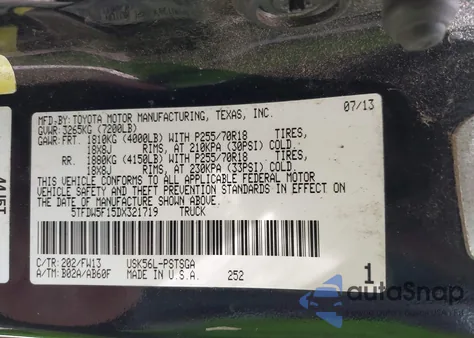 MFD-BY: TOYOTA MOTOR MANUFACTURING, TEXAS, INC. 07/13
GVWR: 3265KG (7200LB)
GAWR: FRT. 1810KG (4000LB) WITH P255/70R18 TIRES,
18X8J RIMS, AT 210KPA (30PSI) COLD.
RR. 1880KG (4150LB) WITH P255/70R18 TIRES,
18X8J RIMS, AT 230KPA (33PSI) COLD
THIS VEHICLE CONFORMS TO ALL APPLICABLE FEDERAL MOTOR
VEHICLE SAFETY AND THEFT PREVENTION STANDARDS IN EFFECT ON
THE DATE OF MANUFACTURE SHOWN ABOVE.
5TFDW5F15DX321719 TRUCK
C/TR: 202/FW13 USK56L-PSTSGA
A/TM: B02A/AB60F MADE IN U.S.A. 252 1
4415T
autoSnap